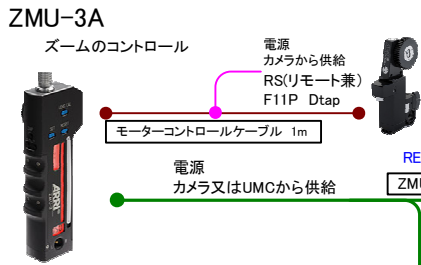 ZMU-3A
ズームのコントロール
電源
カメラから供給
RS(リモート兼)
F11P Dtap
モーターコントロールケーブル 1m
電源
カメラ又はUMCから供給
RE
ZMU
ARRI